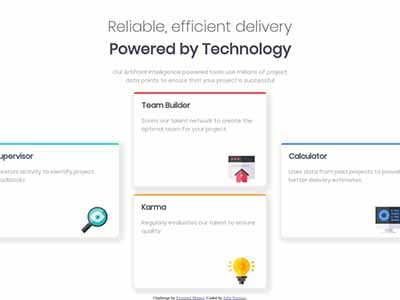 Reliable, efficient delivery
Powered by Technology
Our Artificial Intelligence powered tools use millions of project
data points to ensure that your project is successful
Team Builder
Scans our talent network to create the
optimal team for your project
upervisor
onitors activity to identify project
oadblocks
Calculator
Uses data from past projects to provide
better delivery estimates
Karma
Regularly evaluates our talent to ensure
quality
Challenge by Frontend Mentor. Coded by